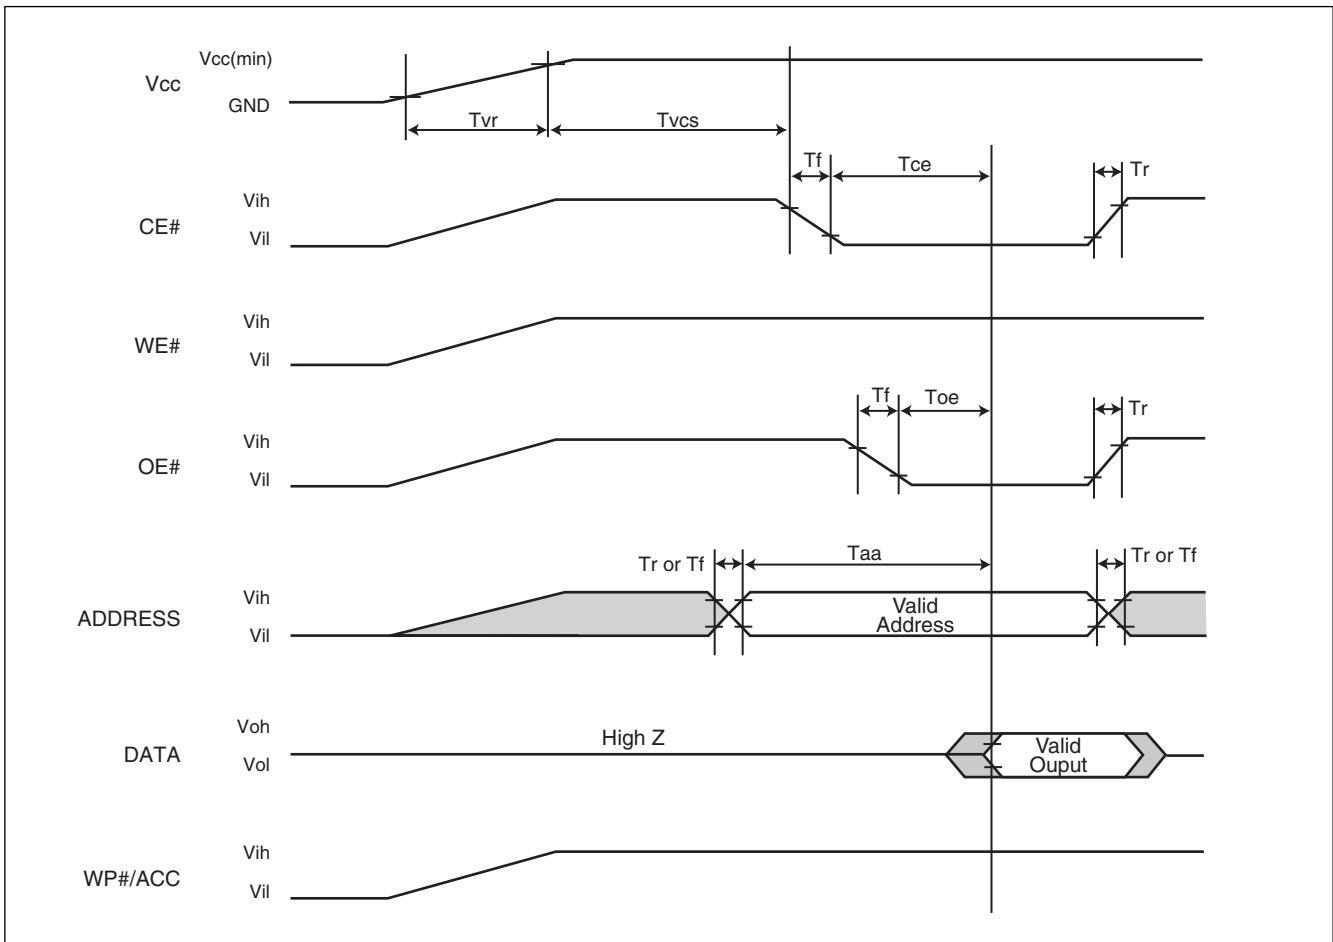 Vcc(min)
Vcc
GND
Tvr
Tvcs
Tf
Tce
Tr
Vih
CE#
Vil
Vih
WE#
Vil
Tf
Toe
Tr
Vih
OE#
Vil
Tr or Tf
Taa
Tr or Tf
Vih
ADDRESS
Vil
Valid
Address
Voh
DATA
Vol
High Z
Valid
Ouput
Vih
WP#/ACC
Vil